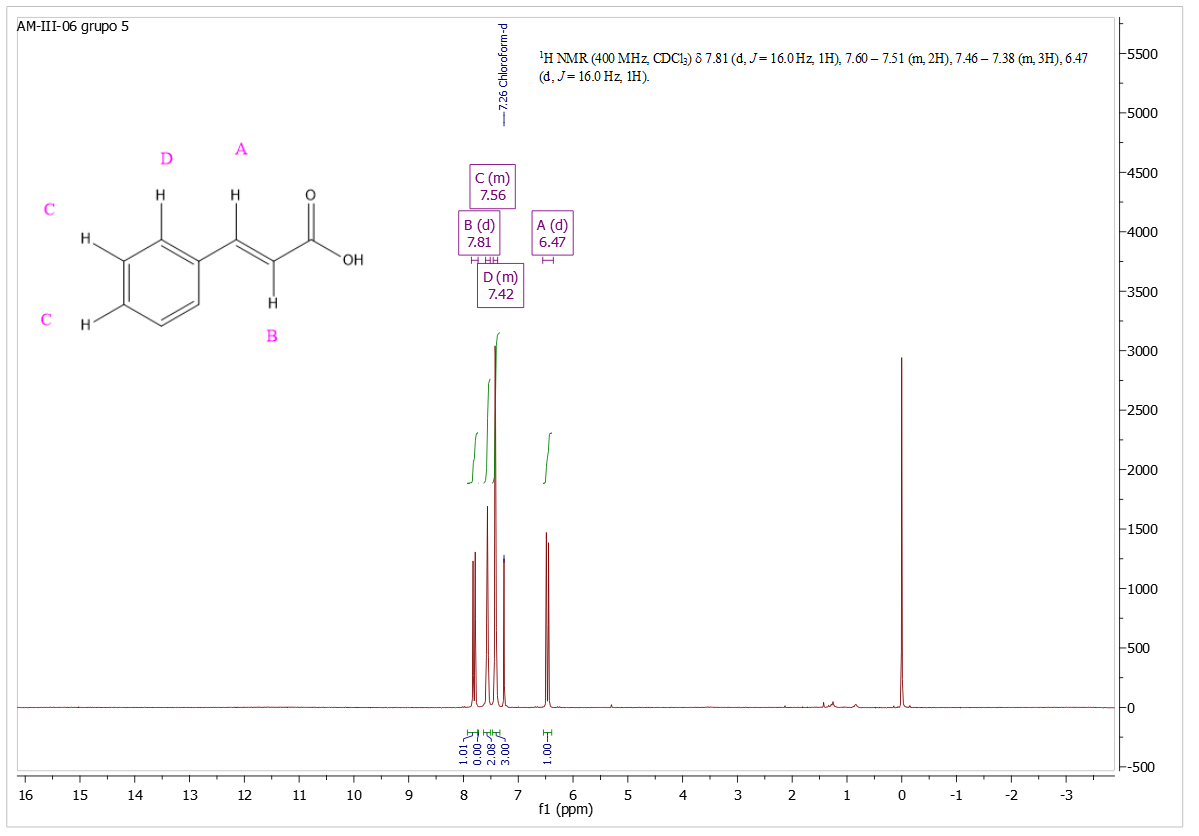 AM-III-06 grupo 5
7.26 Chloroform-d
¹H NMR (400 MHz, CDCl₃) δ 7.81 (d, J = 16.0 Hz, 1H), 7.60 – 7.51 (m, 2H), 7.46 – 7.38 (m, 3H), 6.47
(d, J = 16.0 Hz, 1H).
D
A
C
H
H
O
H
OH
C
H
H
B
C (m)
7.56
B (d)
7.81
A (d)
6.47
D (m)
7.42
5500
5000
4500
4000
3500
3000
2500
2000
1500
1000
500
0
-500
1.01
0.00
2.08
3.00
1.00
16 15 14 13 12 11 10 9 8 7 6 5 4 3 2 1 0 -1 -2 -3
f1 (ppm)